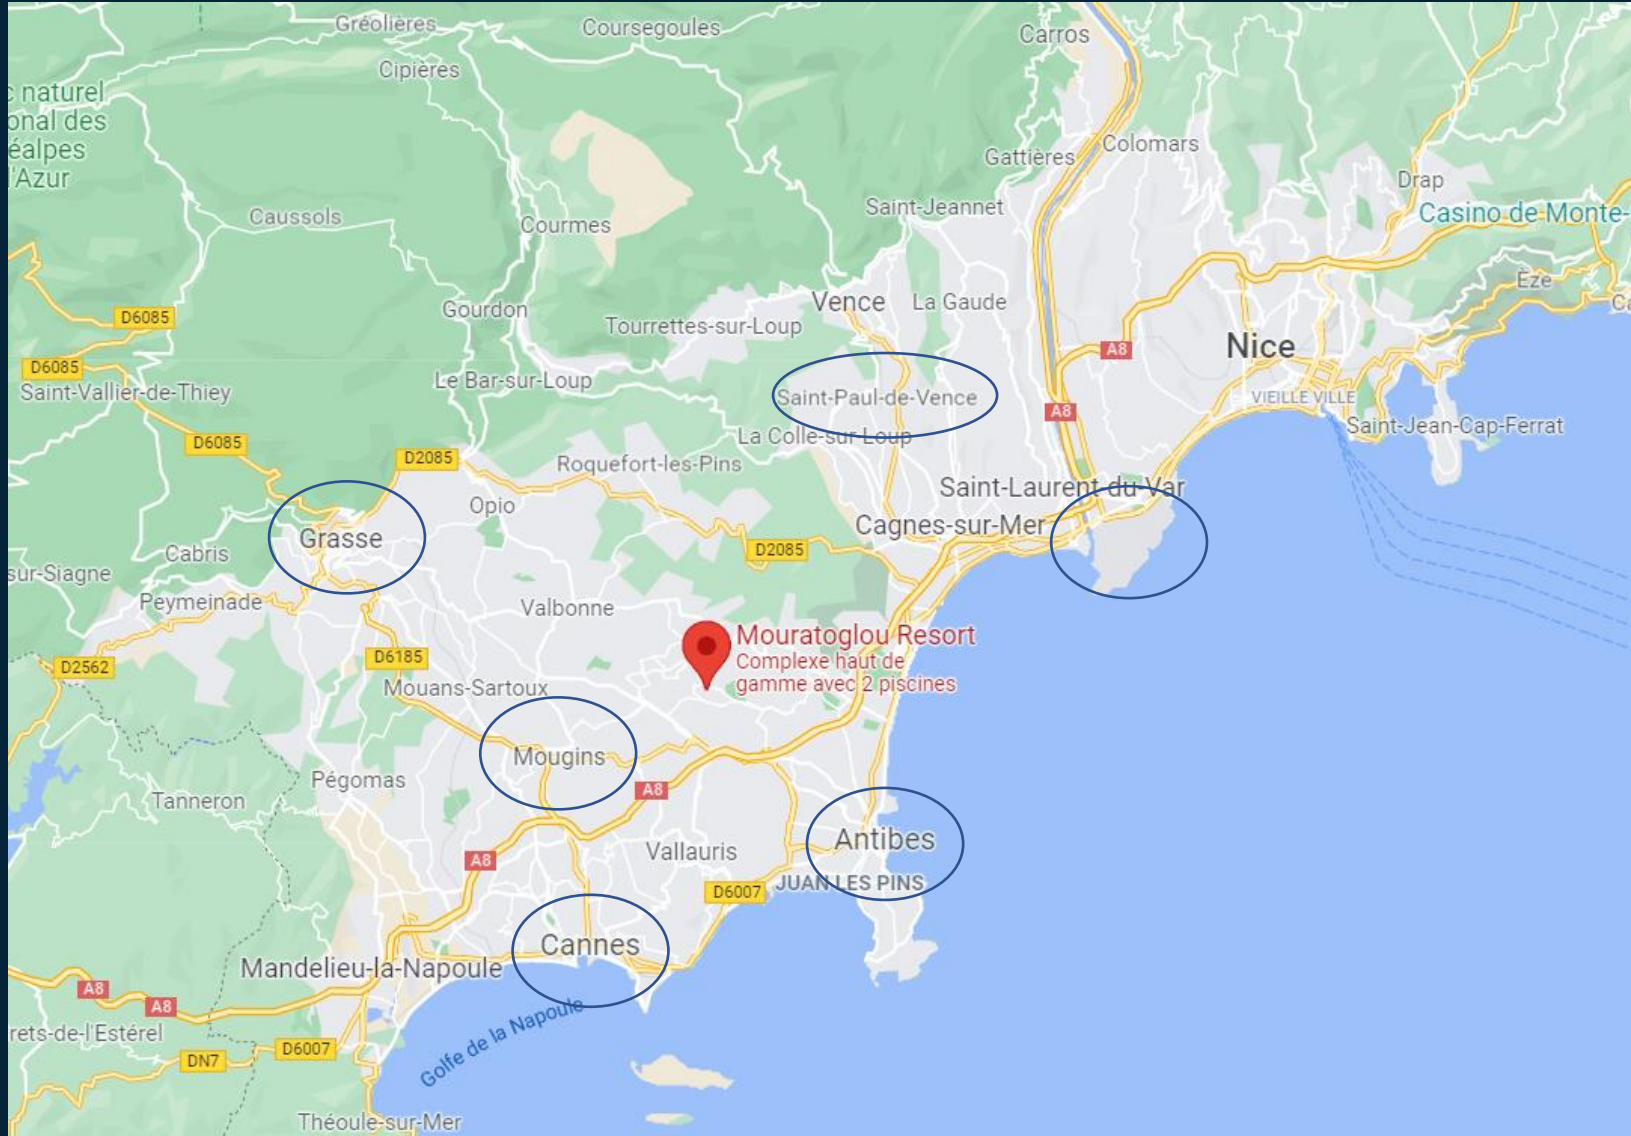 Gréolières
Coursegoules
Carros
Cipières
c naturel
onal des
éalpes
'Azur
Colomars
Gattières
Drap
Caussols
Courmes
Saint-Jeannet
Casino de Monte-
Èze
Gourdon
Vence
La Gaude
D6085
Tourrettes-sur-Loup
Nice
A8
D6085
Saint-Vallier-de-Thiey
Le Bar-sur-Loup
Saint-Paul-de-Vence
A8
VIEILLE VILLE
Saint-Jean-Cap-Ferrat
D6085
La Colle-sur-Loup
D2085
Roquefort-les-Pins
Opio
Saint-Laurent-du-Var
Cagnes-sur-Mer
Grasse
Cabris
D2085
sur-Siagne
Peymeinade
Valbonne
Mouratoglou Resort
Complexe haut de
gamme avec 2 piscines
D2562
D6185
Mouans-Sartoux
Mougins
Pégomas
A8
Tanneron
Antibes
Vallauris
A8
D6007
JUAN LES PINS
Cannes
Mandelieu-la-Napoule
A8
A8
Golfe de la Napoule
rets-de-l'Estérel
D6007
DN7
Théoule-sur-Mer